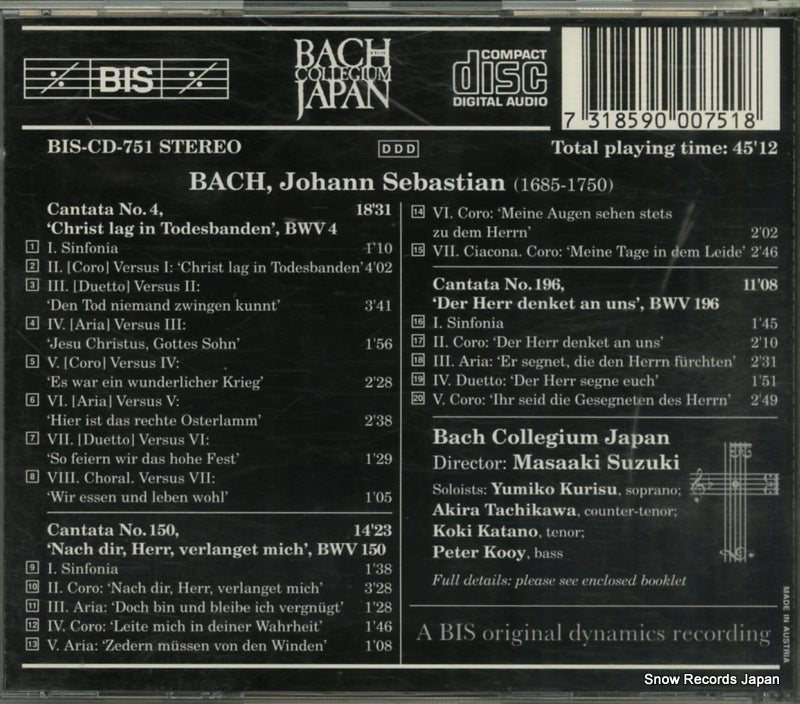 BIS
BACH
COLLEGIUM
JAPAN
COMPACT
disc
DIGITAL AUDIO
7 318590 007518
BIS-CD-751 STEREO
DDD
Total playing time: 45'12
BACH, Johann Sebastian (1685-1750)
Cantata No. 4, 18'31
‘Christ lag in Todesbanden’, BWV 4
1 I. Sinfonia 1'10
2 II. [Coro] Versus I: ‘Christ lag in Todesbanden’ 4'02
3 III. [Duetto] Versus II:
‘Den Tod niemand zwingen kunnt’ 3'41
4 IV. [Aria] Versus III:
‘Jesu Christus, Gottes Sohn’ 1'56
5 V. [Coro] Versus IV:
‘Es war ein wunderlicher Krieg’ 2'28
6 VI. [Aria] Versus V:
‘Hier ist das rechte Osterlamm’ 2'38
7 VII. [Duetto] Versus VI:
‘So feiern wir das hohe Fest’ 1'29
8 VIII. Choral. Versus VII:
‘Wir essen und leben wohl’ 1'05
Cantata No. 150, 14'23
‘Nach dir, Herr, verlanget mich’, BWV 150
9 I. Sinfonia 1'38
10 II. Coro: ‘Nach dir, Herr, verlanget mich’ 3'28
11 III. Aria: ‘Doch bin und bleibe ich vergnügt’ 1'28
12 IV. Coro: ‘Leite mich in deiner Wahrheit’ 1'46
13 V. Aria: ‘Zedern müssen von den Winden’ 1'08
14 VI. Coro: ‘Meine Augen sehen stets
zu dem Herrn’ 2'02
15 VII. Ciacona. Coro: ‘Meine Tage in dem Leide’ 2'46
Cantata No. 196, 11'08
‘Der Herr denket an uns’, BWV 196
16 I. Sinfonia 1'45
17 II. Coro: ‘Der Herr denket an uns’ 2'10
18 III. Aria: ‘Er segnet, die den Herrn fürchten’ 2'31
19 IV. Duetto: ‘Der Herr segne euch’ 1'51
20 V. Coro: ‘Ihr seid die Gesegneten des Herrn’ 2'49
Bach Collegium Japan
Director: Masaaki Suzuki
Soloists: Yumiko Kurisu, soprano;
Akira Tachikawa, counter-tenor;
Koki Katano, tenor;
Peter Kooy, bass
Full details: please see enclosed booklet
A BIS original dynamics recording
MADE IN AUSTRIA
Snow Records Japan